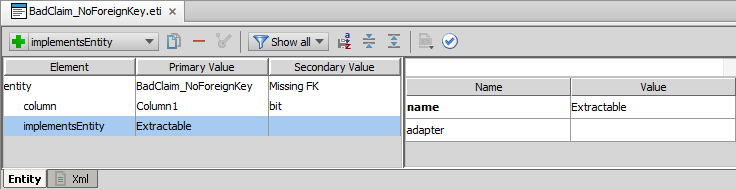 BadClaim_NoForeignKey.eti
implementsEntity
Show all
Element Primary Value Secondary Value
entity BadClaim_NoForeignKey Missing FK
column Column1 bit
implementsEntity Extractable
Name Value
name Extractable
adapter
Entity Xml